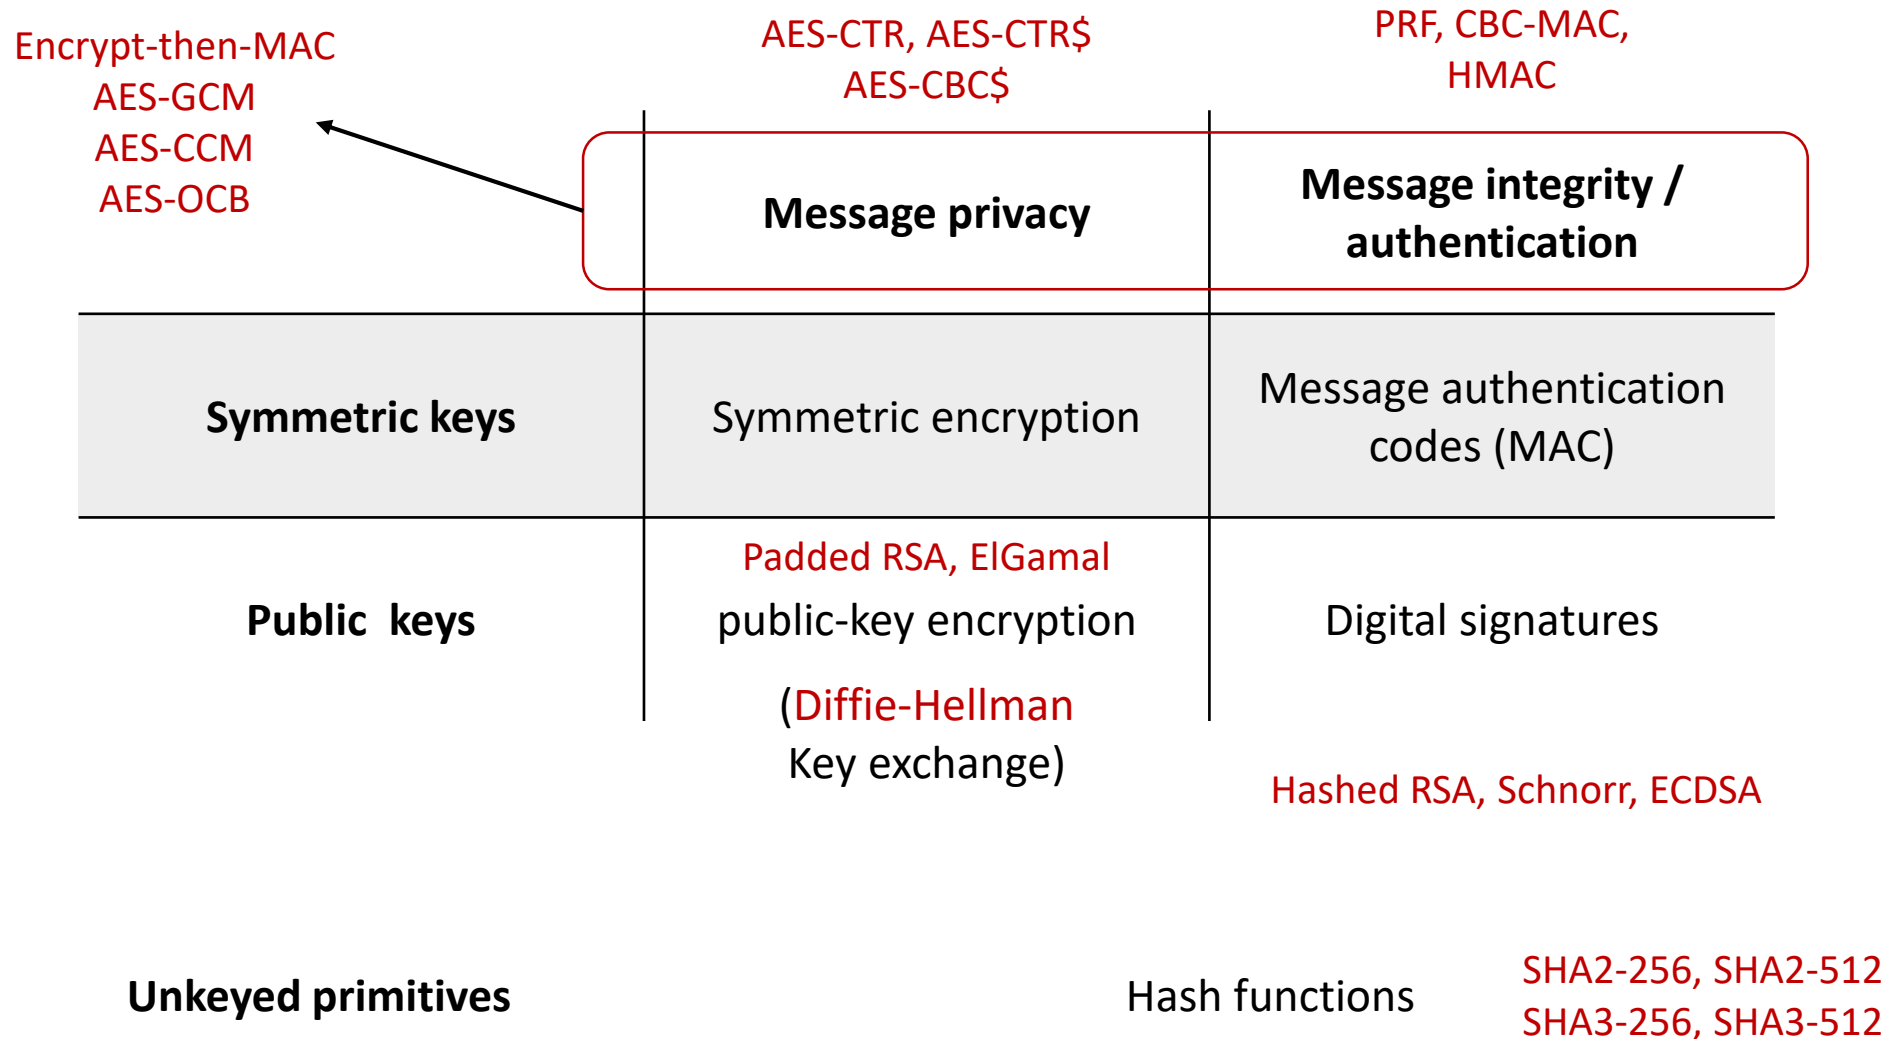 Encrypt-then-MAC
AES-GCM
AES-CCM
AES-OCB
AES-CTR, AES-CTR$
AES-CBC$
PRF, CBC-MAC,
HMAC
Message privacy
Message integrity /
authentication
Symmetric keys
Symmetric encryption
Message authentication
codes (MAC)
Public keys
Padded RSA, ElGamal
public-key encryption
(Diffie-Hellman
Key exchange)
Digital signatures
Hashed RSA, Schnorr, ECDSA
Unkeyed primitives
Hash functions
SHA2-256, SHA2-512
SHA3-256, SHA3-512